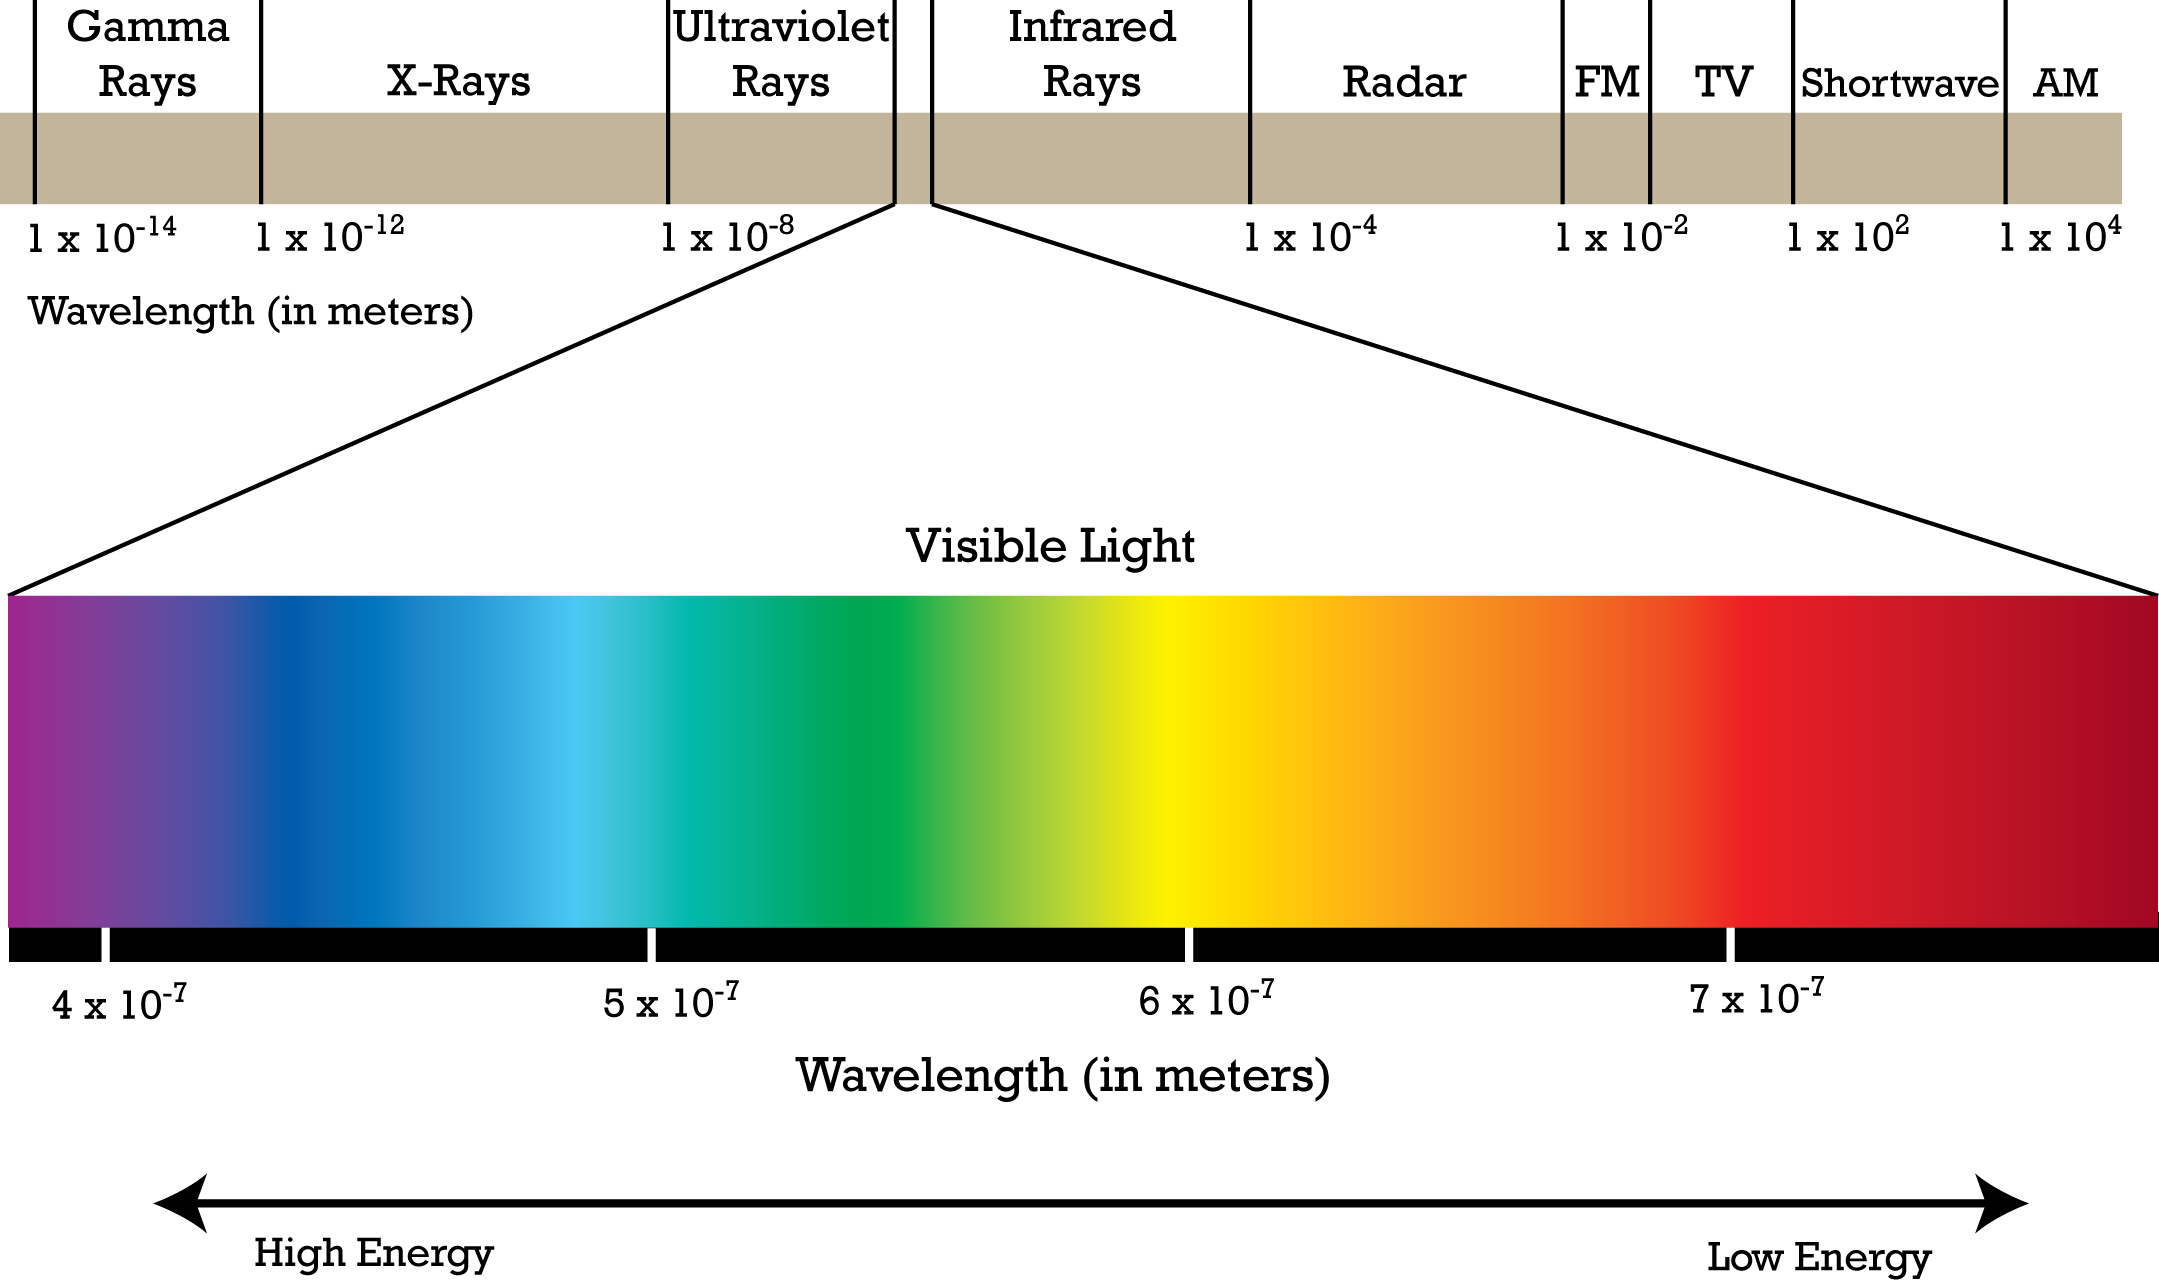 Gamma Rays
X-Rays
Ultraviolet Rays
Infrared Rays
Radar
FM
TV
Shortwave
AM
1 x 10⁻¹⁴
1 x 10⁻¹²
1 x 10⁻⁸
1 x 10⁻⁴
1 x 10⁻²
1 x 10²
1 x 10⁴
Wavelength (in meters)
Visible Light
4 x 10⁻⁷
5 x 10⁻⁷
6 x 10⁻⁷
7 x 10⁻⁷
Wavelength (in meters)
High Energy
Low Energy